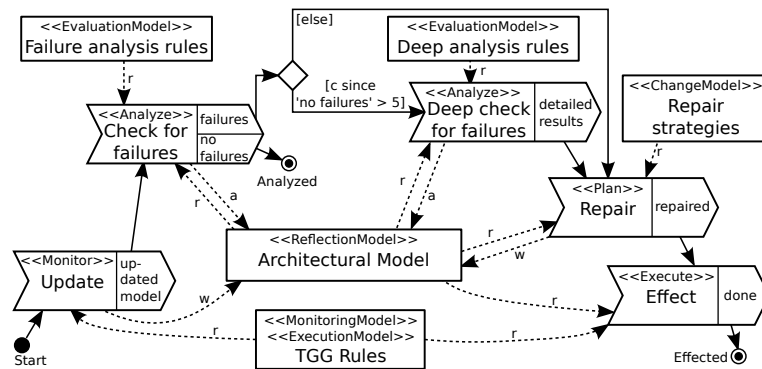 <<EvaluationModel>>
Failure analysis rules
r
[else]
[c since
'no failures' > 5]
<<EvaluationModel>>
Deep analysis rules
r
<<Analyze>>
Check for
failures
failures
no
failures
Analyzed
<<Analyze>>
Deep check
for failures
detailed
results
<<ChangeModel>>
Repair
strategies
r
a
r
r
a
<<Plan>>
Repair
repaired
r
w
<<ReflectionModel>>
Architectural Model
<<Monitor>>
Update
up-
dated
model
w
<<Execute>>
Effect
done
r
<<MonitoringModel>>
<<ExecutionModel>>
TGG Rules
r
r
Start
Effected